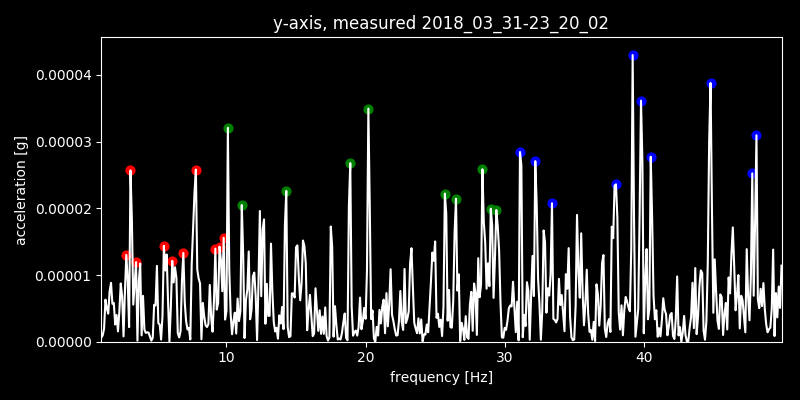 y-axis, measured 2018_03_31-23_20_02
0.00004
0.00003
0.00002
0.00001
0.00000
acceleration [g]
10 20 30 40
frequency [Hz]